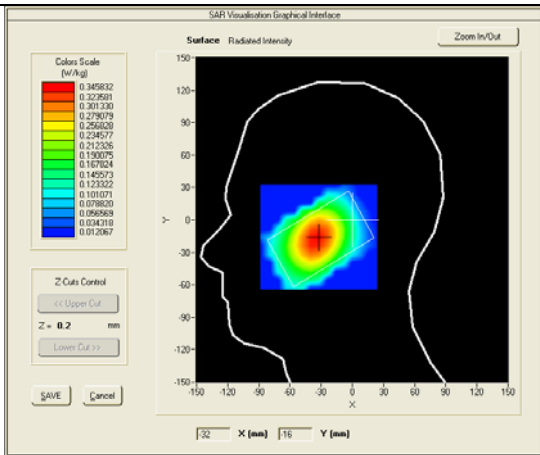 SAR Visualisation Graphical Interface
Surface Radiated Intensity
Zoom In/Out
Colors Scale
(W/kg)
0.345832
0.323581
0.301330
0.279079
0.256828
0.234577
0.212326
0.190075
0.167824
0.145573
0.123322
0.101071
0.078820
0.056569
0.034318
0.012067
Z-Cuts Control
<< Upper Cut
Z = 0.2 mm
Lower Cut >>
SAVE Cancel
150-
120-
90-
60-
30-
0-
-30-
-60-
-90-
-120-
-150-
Y
-150 -120 -90 -60 -30 0 30 60 90 120 150
X
-32 X (mm) -16 Y (mm)